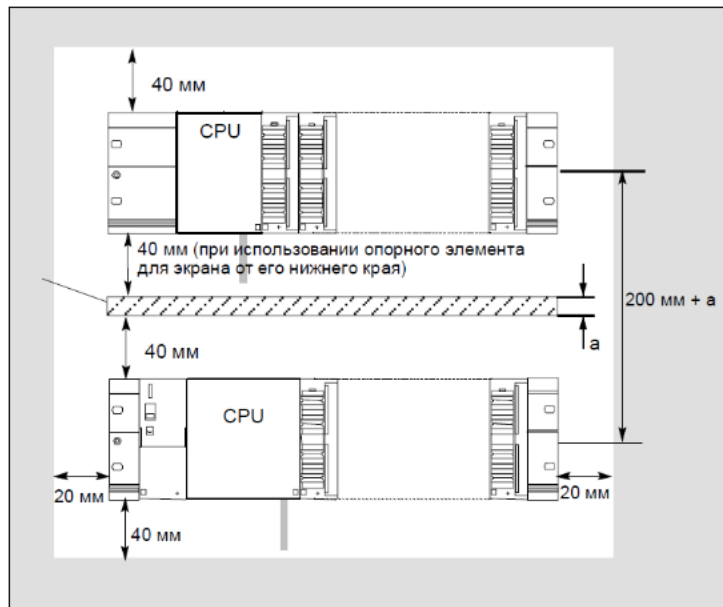 40 мм
CPU
40 мм (при использовании опорного элемента
для экрана от его нижнего края)
200 мм + a
a
40 мм
CPU
20 мм
20 мм
40 мм